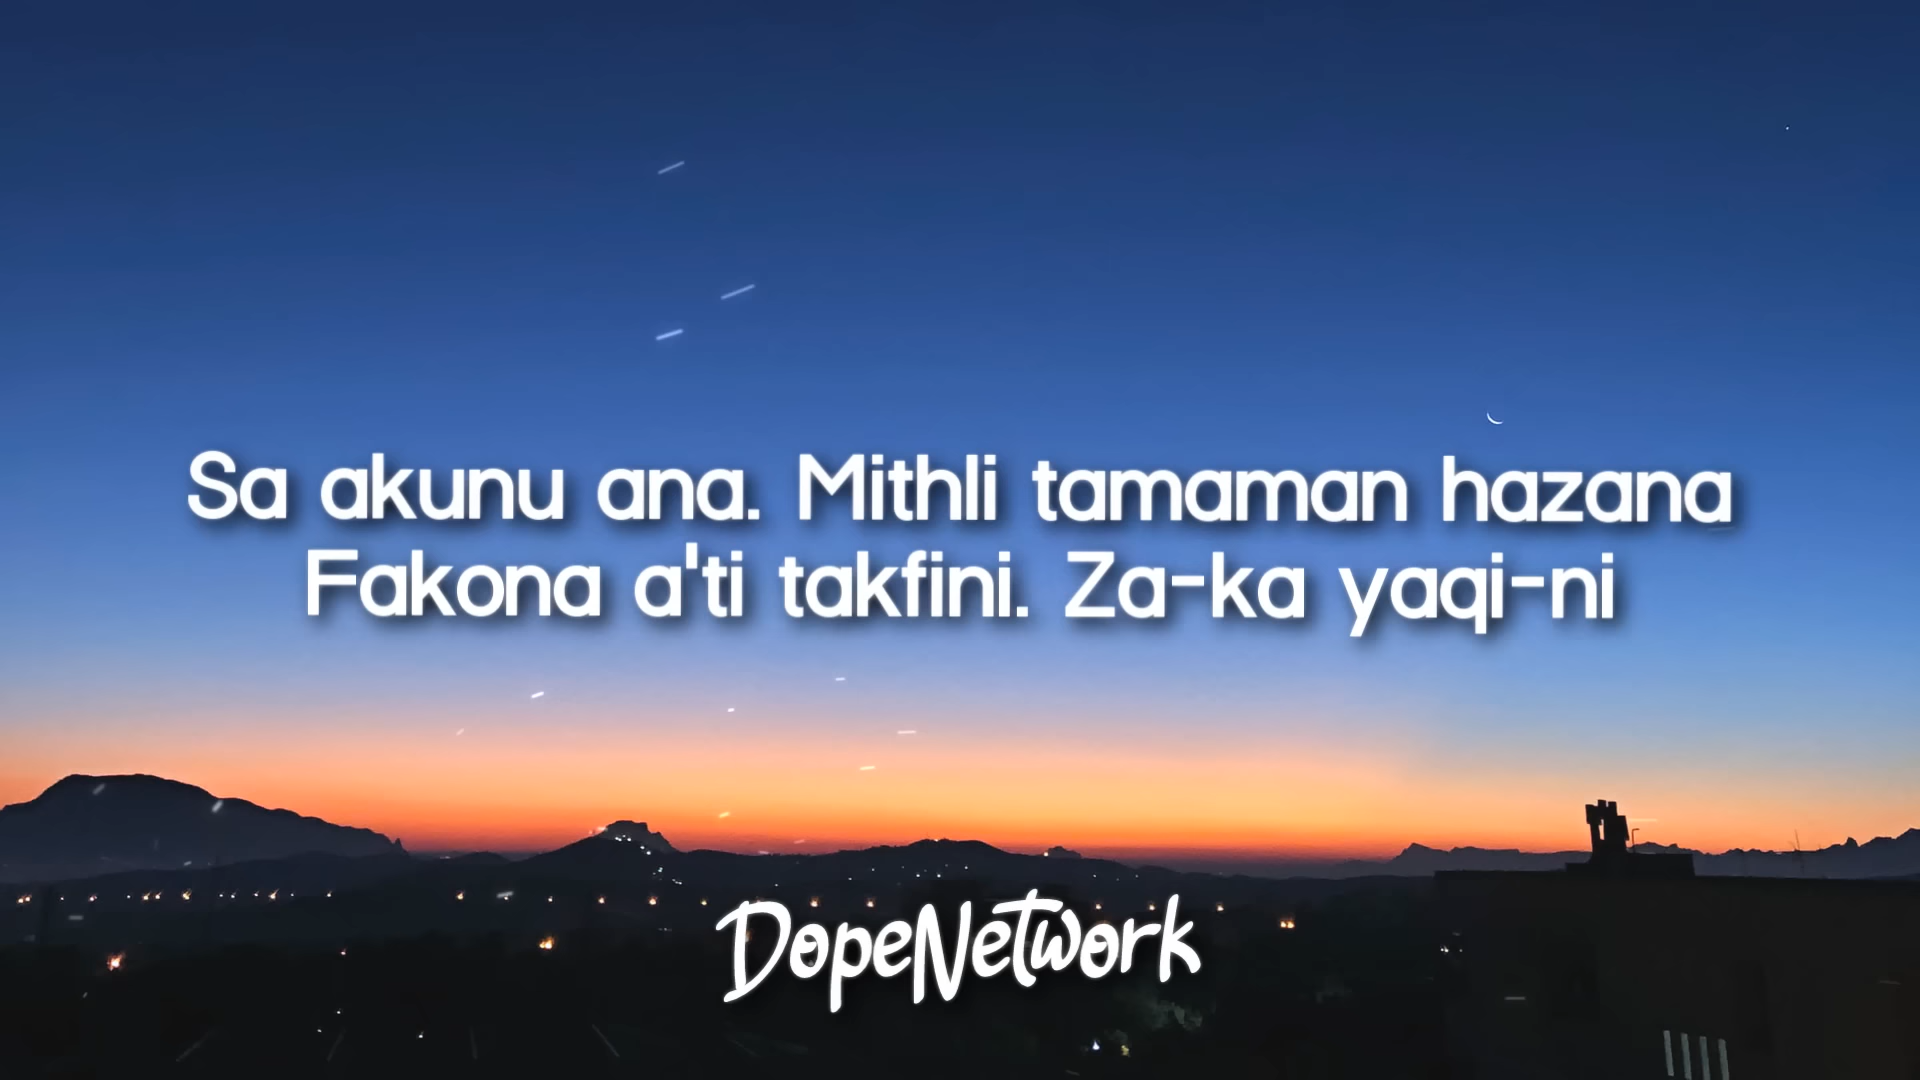 Sa akunu ana. Mithli tamaman hazana
Fakona a'ti takfini. Za-ka yaqi-ni
DopeNetwork